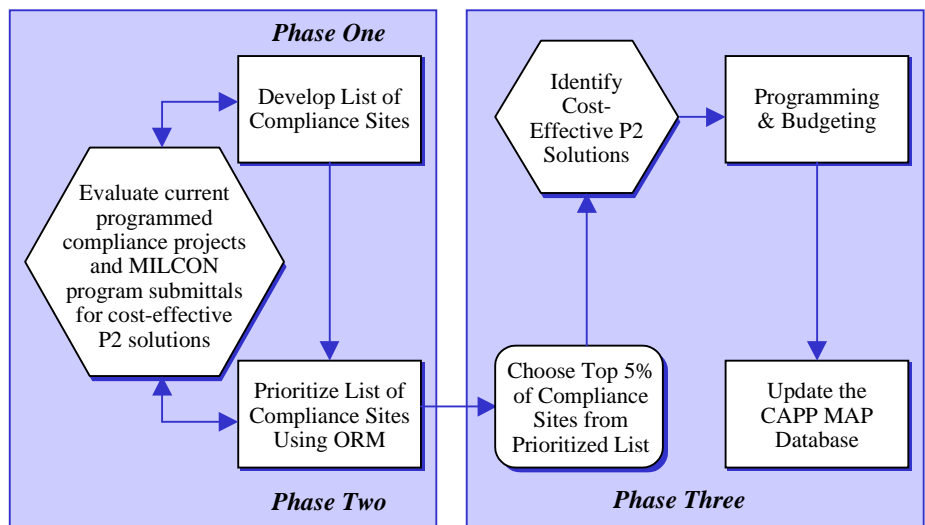 Phase One
Develop List of
Compliance Sites
Evaluate current
programmed
compliance projects
and MILCON
program submittals
for cost-effective
P2 solutions
Prioritize List of
Compliance Sites
Using ORM
Phase Two
Identify
Cost-
Effective P2
Solutions
Programming
& Budgeting
Choose Top 5%
of Compliance
Sites from
Prioritized List
Update the
CAPP MAP
Database
Phase Three